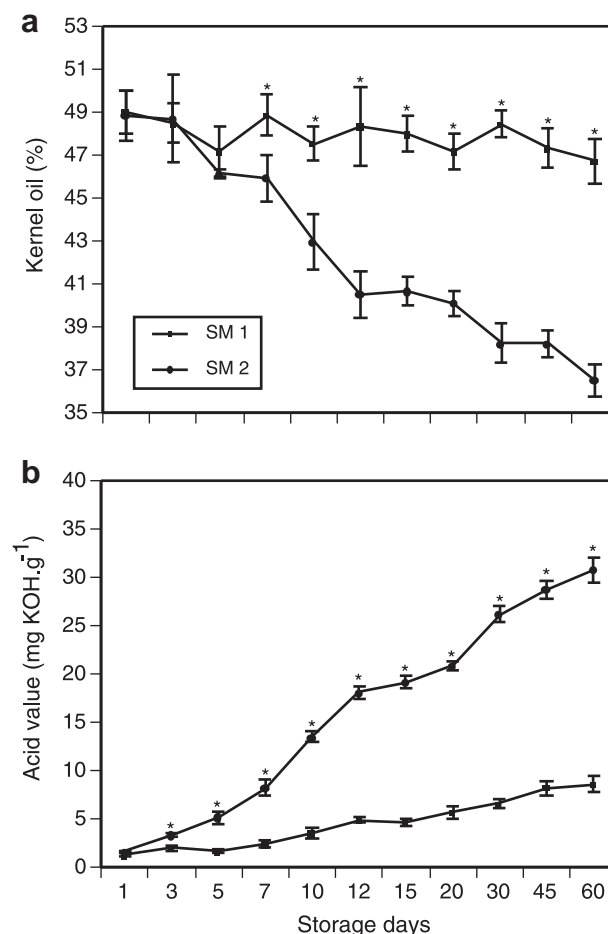 a
53
51
49
47
45
43
41
39
37
35
Kernel oil (%)
* * * * * * * *
SM 1
SM 2
b
40
35
30
25
20
15
10
5
0
Acid value (mg KOH.g-1)
* * * * * * * * * *
1 3 5 7 10 12 15 20 30 45 60
Storage days